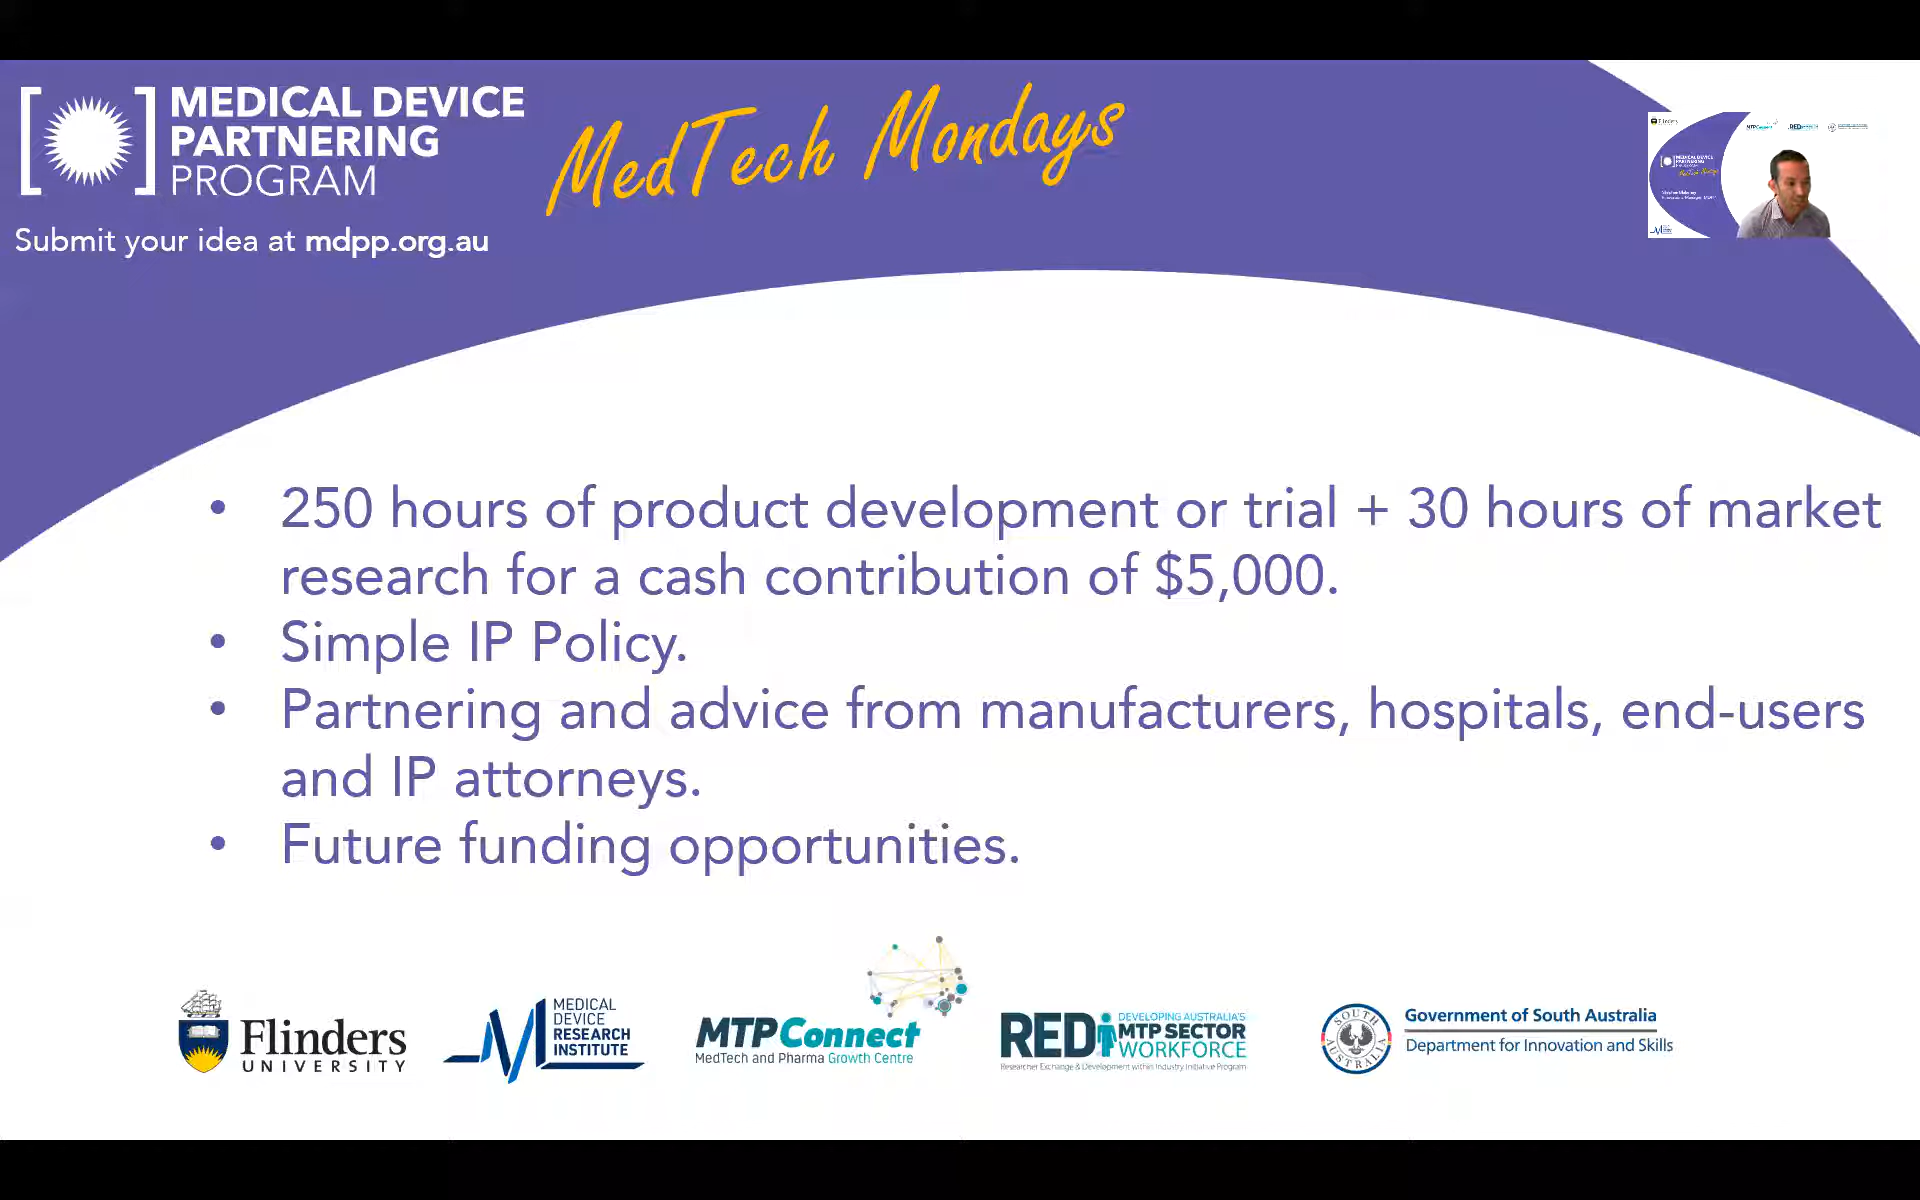 MEDICAL DEVICE
PARTNERING
PROGRAM
Submit your idea at mdpp.org.au
MedTech Mondays
• 250 hours of product development or trial + 30 hours of market
research for a cash contribution of $5,000.
• Simple IP Policy.
• Partnering and advice from manufacturers, hospitals, end-users
and IP attorneys.
• Future funding opportunities.
Flinders
UNIVERSITY
MEDICAL
DEVICE
RESEARCH
INSTITUTE
MTPConnect
MedTech and Pharma Growth Centre
RED
DEVELOPING AUSTRALIA'S
MTP SECTOR
WORKFORCE
Researcher Exchange & Development within Industry Initiative Program
SOUTH AUSTRALIA
Government of South Australia
Department for Innovation and Skills